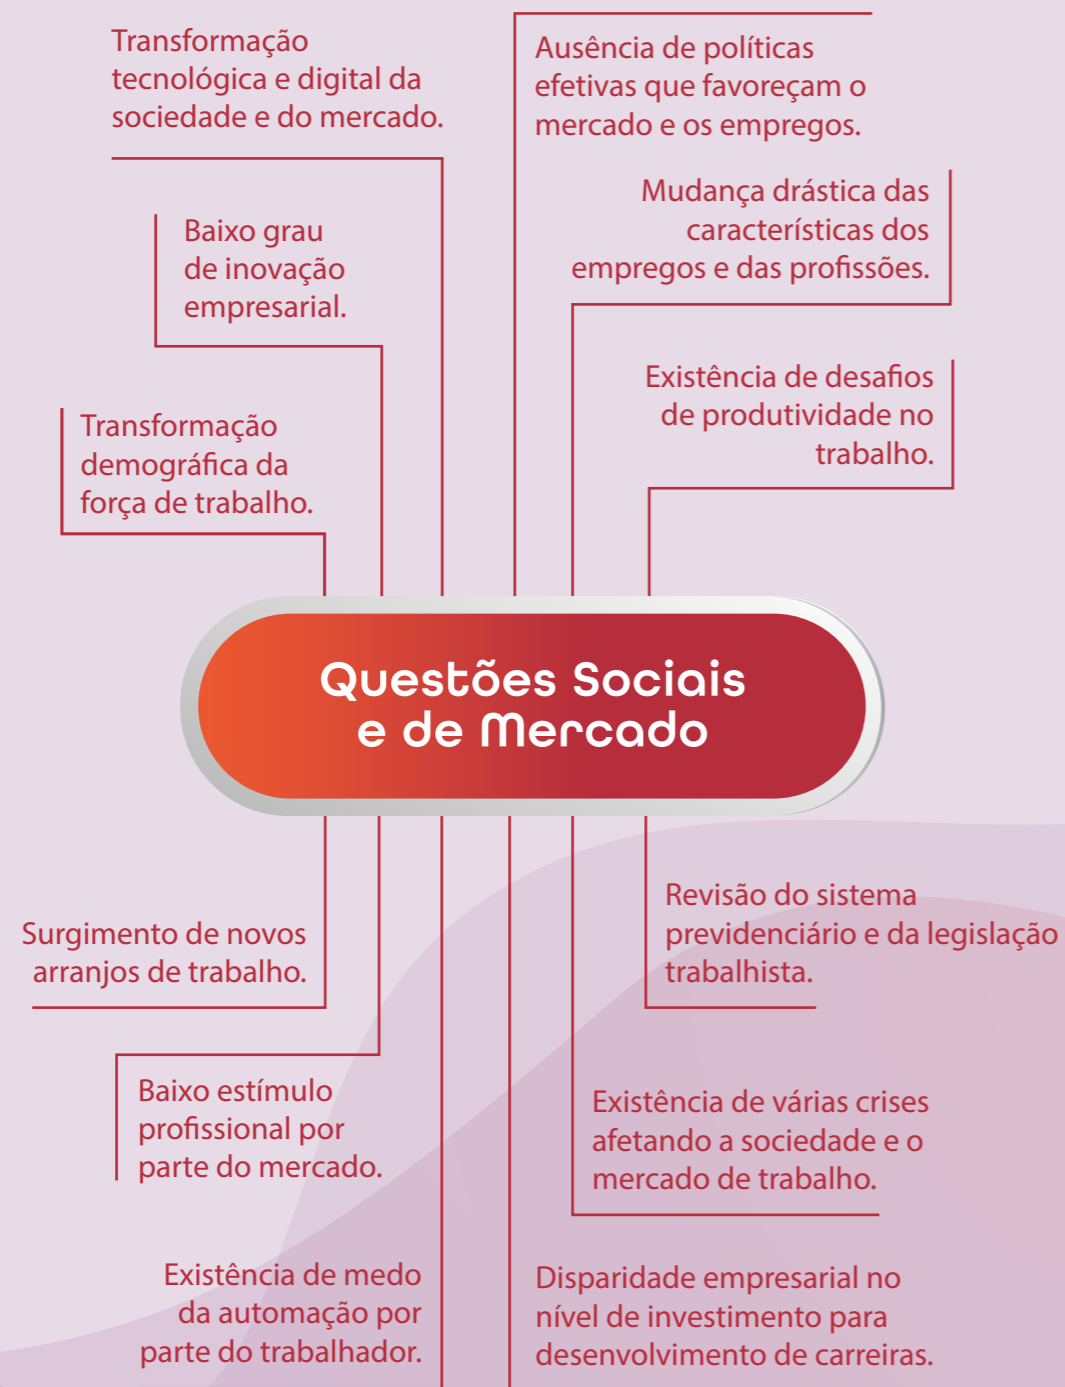 Transformação
tecnológica e digital da
sociedade e do mercado.
Ausência de políticas
efetivas que favoreçam o
mercado e os empregos.
Baixo grau
de inovação
empresarial.
Mudança drástica das
características dos
empregos e das profissões.
Transformação
demográfica da
força de trabalho.
Existência de desafios
de produtividade no
trabalho.
Questões Sociais
e de Mercado
Surgimento de novos
arranjos de trabalho.
Revisão do sistema
previdenciário e da legislação
trabalhista.
Baixo estímulo
profissional por
parte do mercado.
Existência de várias crises
afetando a sociedade e o
mercado de trabalho.
Existência de medo
da automação por
parte do trabalhador.
Disparidade empresarial no
nível de investimento para
desenvolvimento de carreiras.